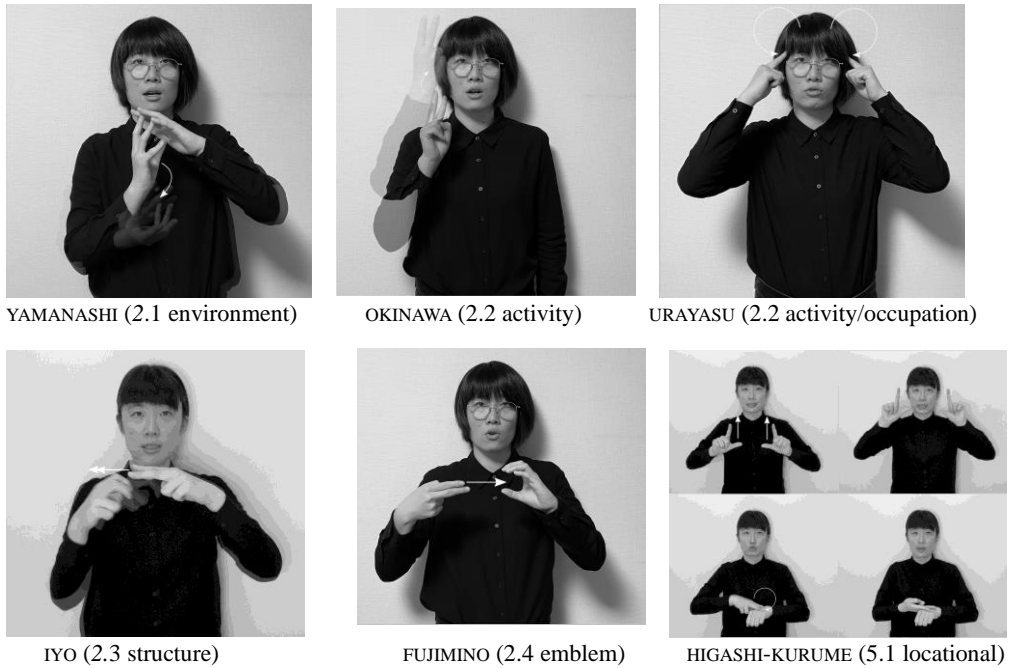 YAMANASHI (2.1 environment)
OKINAWA (2.2 activity)
URAYASU (2.2 activity/occupation)
IYO (2.3 structure)
FUJIMINO (2.4 emblem)
HIGASHI-KURUME (5.1 locational)